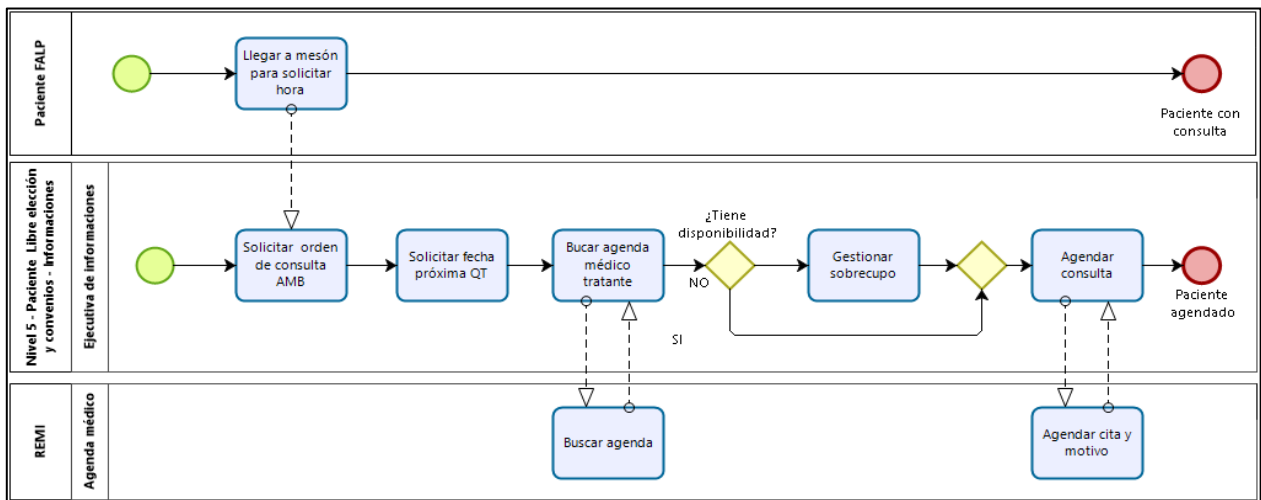 Paciente FALP
Llegar a mesón
para solicitar
hora
Paciente con
consulta
Nivel 5 - Paciente Libre elección
y convenios - Informaciones
Ejecutiva de informaciones
Solicitar orden
de consulta
AMB
Solicitar fecha
próxima QT
Bucar agenda
médico
tratante
¿Tiene
disponibilidad?
NO
SI
Gestionar
sobrecupo
Agendar
consulta
Paciente
agendado
REMI
Agenda médico
Buscar agenda
Agendar cita y
motivo